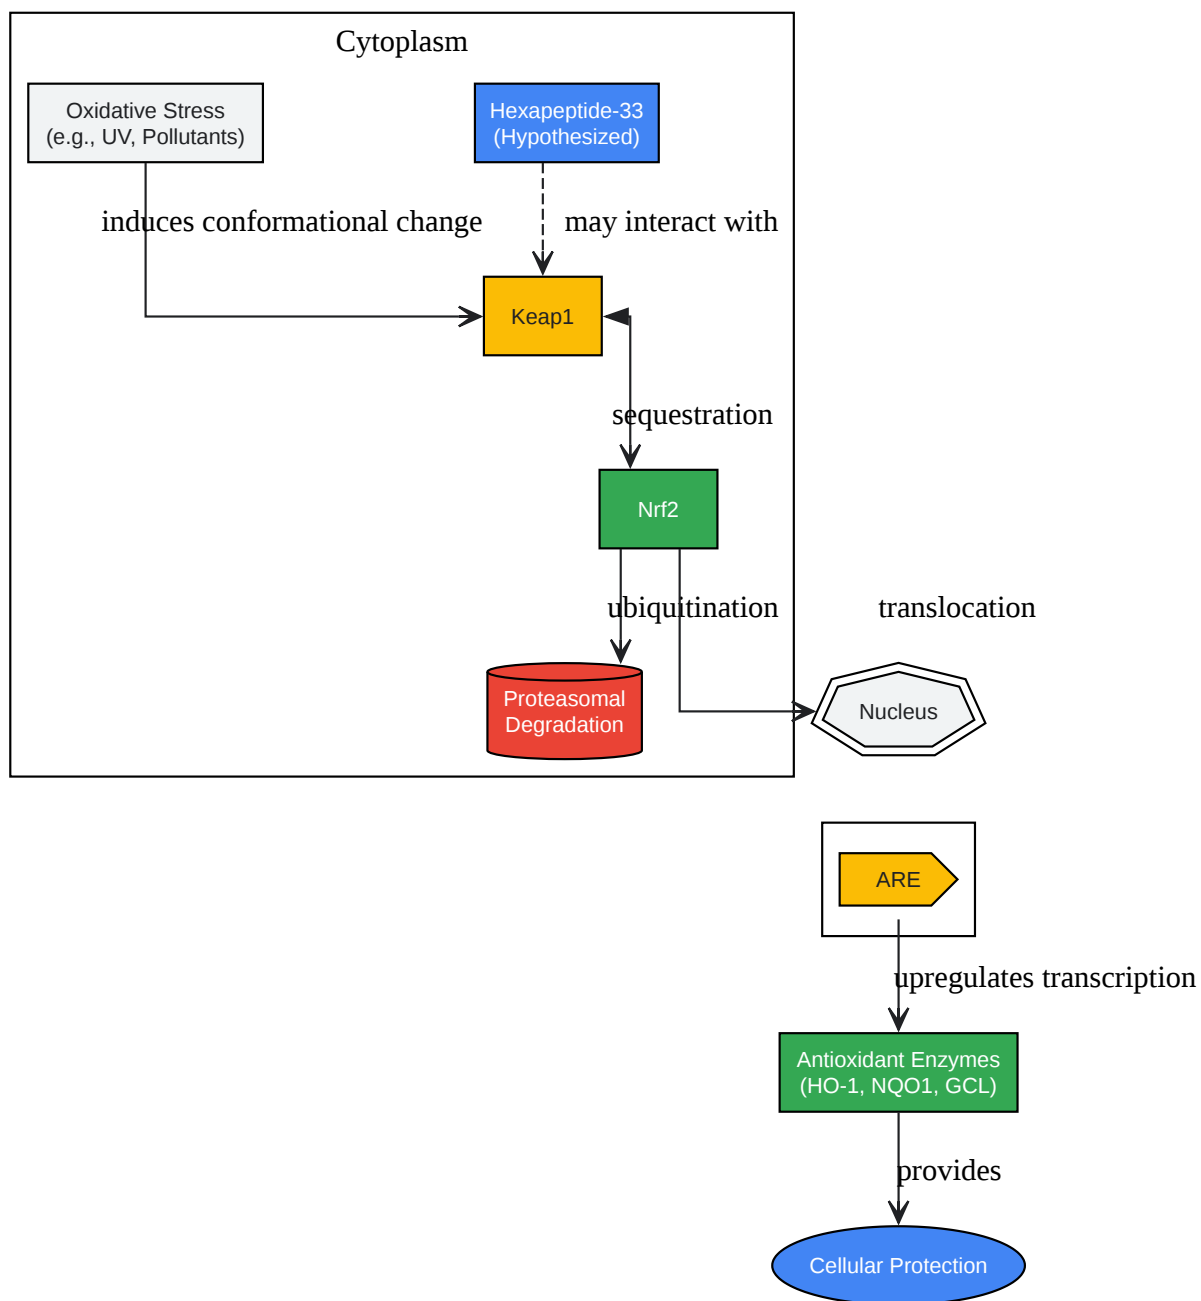 Cytoplasm
Oxidative Stress
(e.g., UV, Pollutants)
Hexapeptide-33
(Hypothesized)
induces conformational change
may interact with
Keap1
sequestration
Nrf2
ubiquitination
translocation
Proteasomal
Degradation
Nucleus
ARE
upregulates transcription
Antioxidant Enzymes
(HO-1, NQO1, GCL)
provides
Cellular Protection